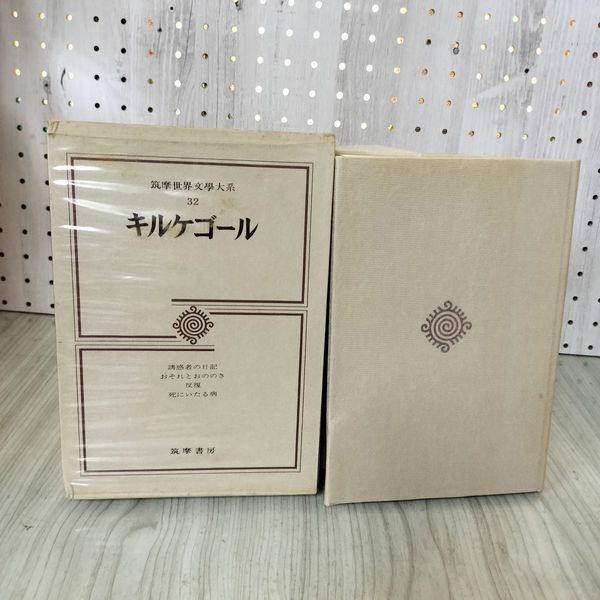 筑摩世界文學大系
32
キルケゴール
誘惑者の日記
おそれとおののき
反復
死にいたる病
筑摩書房